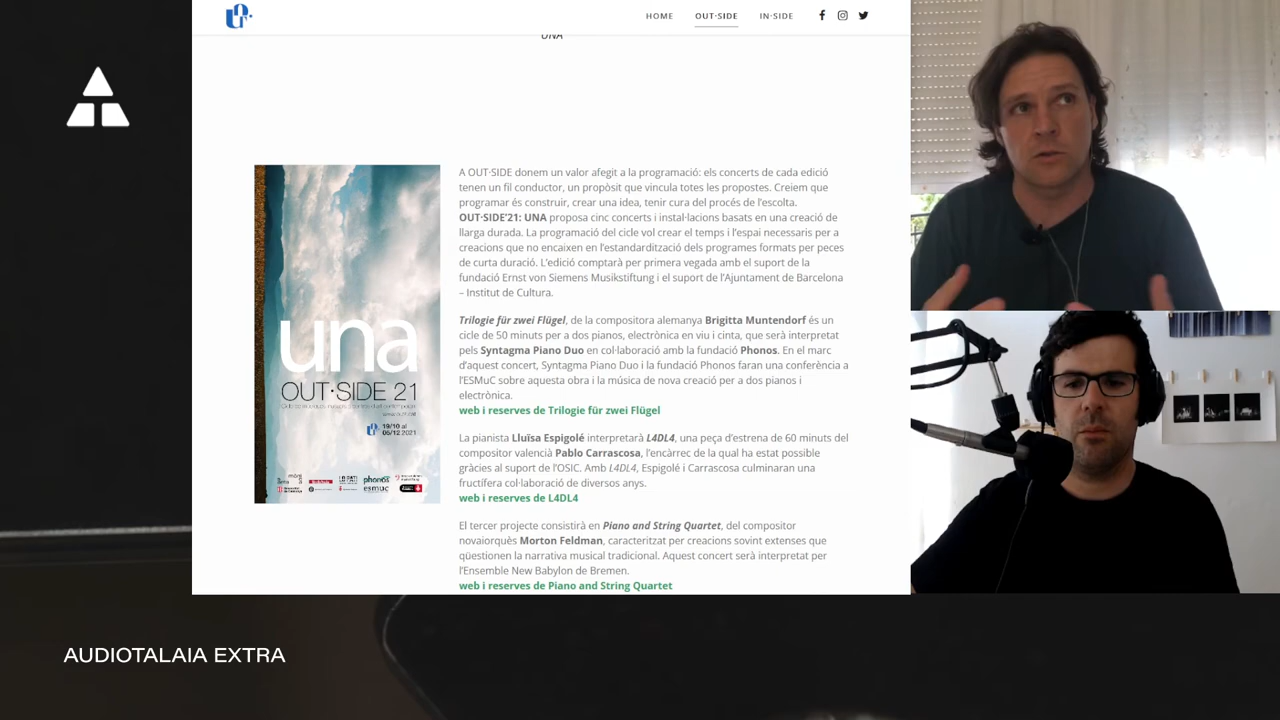 HOME OUT·SIDE IN·SIDE
UNA
A OUT·SIDE donem un valor afegit a la programació: els concerts de cada edició
tenen un fil conductor, un propòsit que vincula totes les propostes. Creiem que
programar és construir, crear una idea, tenir cura del procés de l'escolta.
OUT·SIDE'21: UNA proposa cinc concerts i instal·lacions basats en una creació de
llarga durada. La programació del cicle vol crear el temps i l'espai necessaris per a
creacions que no encaixen en l'estandardització dels programes formats per peces
de curta duració. L'edició comptarà per primera vegada amb el suport de la
fundació Ernst von Siemens Musikstiftung i el suport de l'Ajuntament de Barcelona
– Institut de Cultura.
Trilogie für zwei Flügel, de la compositora alemanya Brigitta Muntendorf és un
cicle de 50 minuts per a dos pianos, electrònica en viu i cinta, que serà interpretat
pels Syntagma Piano Duo en col·laboració amb la fundació Phonos. En el marc
d'aquest concert, Syntagma Piano Duo i la fundació Phonos faran una conferència a
l'ESMuC sobre aquesta obra i la música de nova creació per a dos pianos i
electrònica.
web i reserves de Trilogie für zwei Flügel
La pianista Lluïsa Espigolé interpretarà L4DL4, una peça d'estrena de 60 minuts del
compositor valencià Pablo Carrascosa, l'encàrrec de la qual ha estat possible
gràcies al suport de l'OSIC. Amb L4DL4, Espigolé i Carrascosa culminaran una
fructífera col·laboració de diversos anys.
web i reserves de L4DL4
El tercer projecte consistirà en Piano and String Quartet, del compositor
novaiorquès Morton Feldman, caracteritzat per creacions sovint extenses que
qüestionen la narrativa musical tradicional. Aquest concert serà interpretat per
l'Ensemble New Babylon de Bremen.
web i reserves de Piano and String Quartet
una
OUT·SIDE 21
19/10 al
05/12 2021
phonos
esmuc
AUDIOTALAIA EXTRA